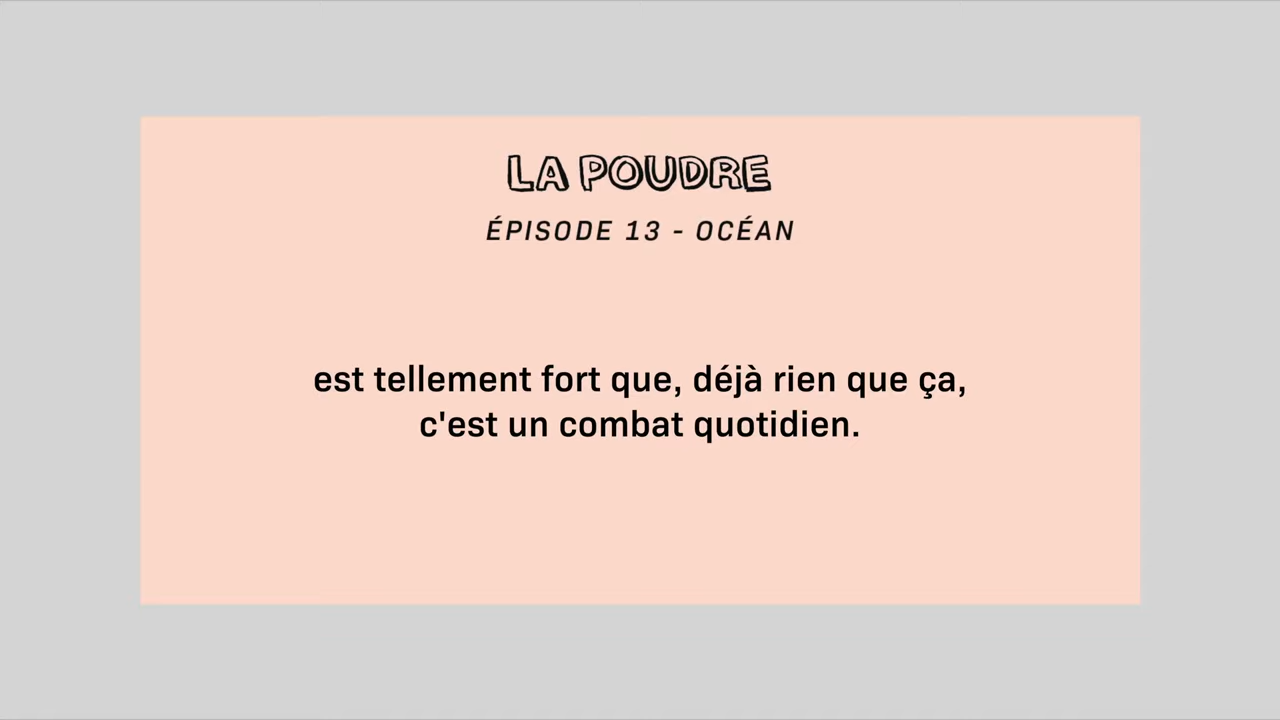 LA POUDRE
ÉPISODE 13 - OCÉAN
est tellement fort que, déjà rien que ça,
c'est un combat quotidien.